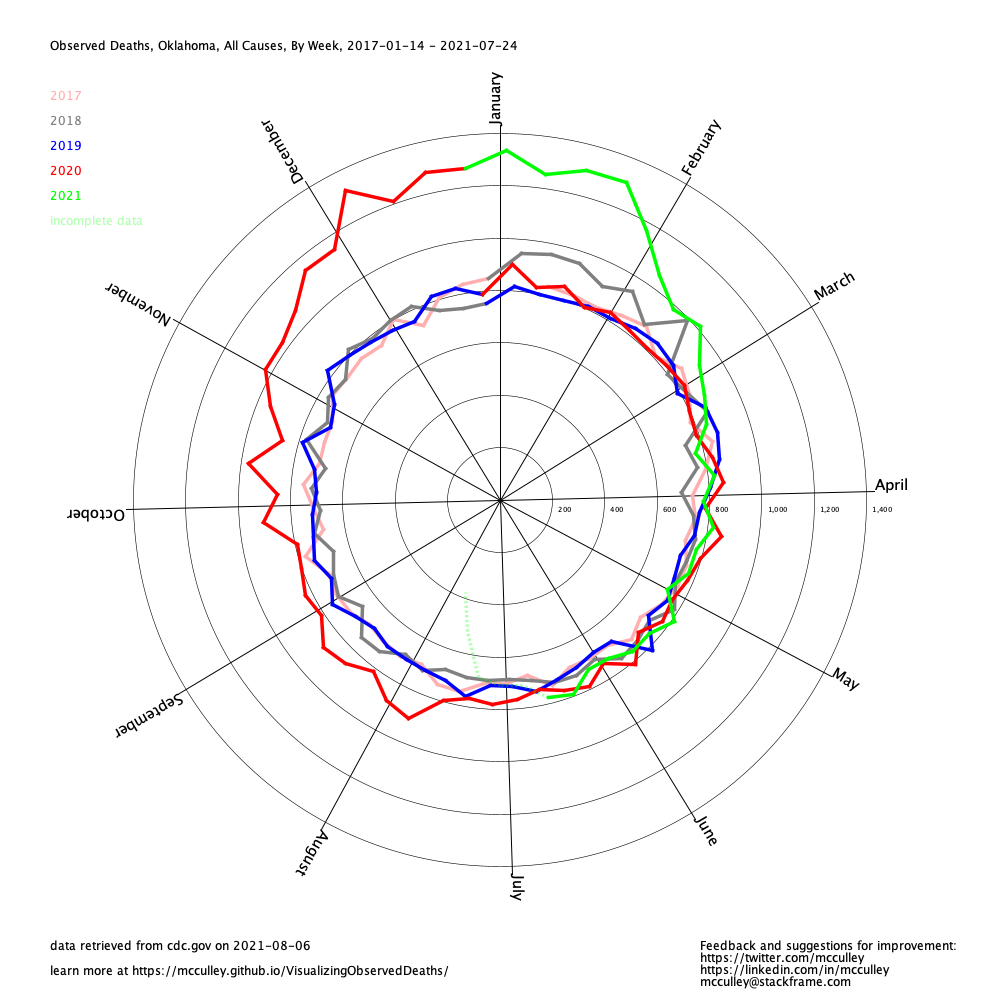 Observed Deaths, Oklahoma, All Causes, By Week, 2017-01-14 - 2021-07-24
2017
2018
2019
2020
2021
incomplete data
January
February
March
April
May
June
July
August
September
October
November
December
200
400
600
800
1,000
1,200
1,400
data retrieved from cdc.gov on 2021-08-06
learn more at https://mcculley.github.io/VisualizingObservedDeaths/
Feedback and suggestions for improvement:
https://twitter.com/mcculley
https://linkedin.com/in/mcculley
mcculley@stackframe.com